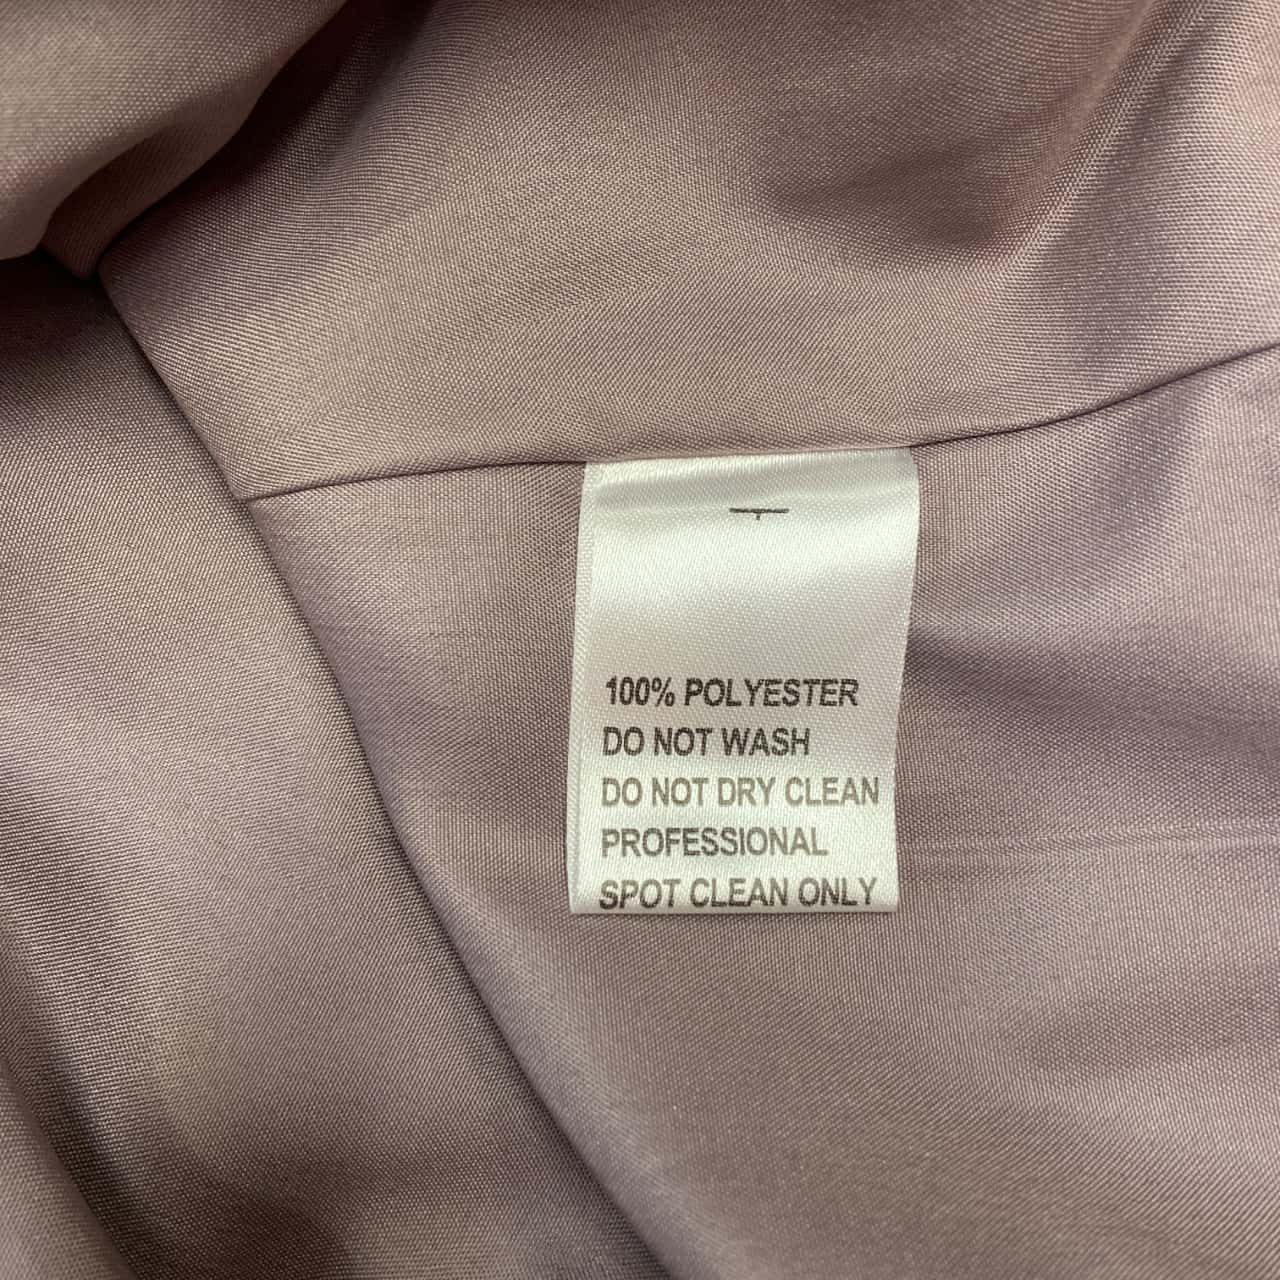 100% POLYESTER
DO NOT WASH
DO NOT DRY CLEAN
PROFESSIONAL
SPOT CLEAN ONLY